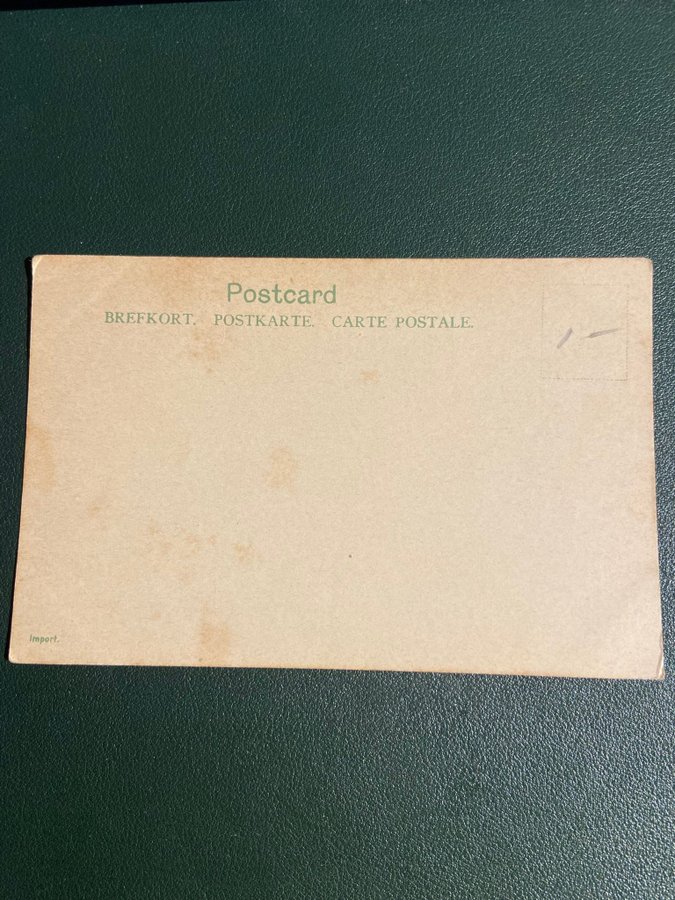 Postcard
BREFKORT. POSTKARTE. CARTE POSTALE.
1 -
Import.